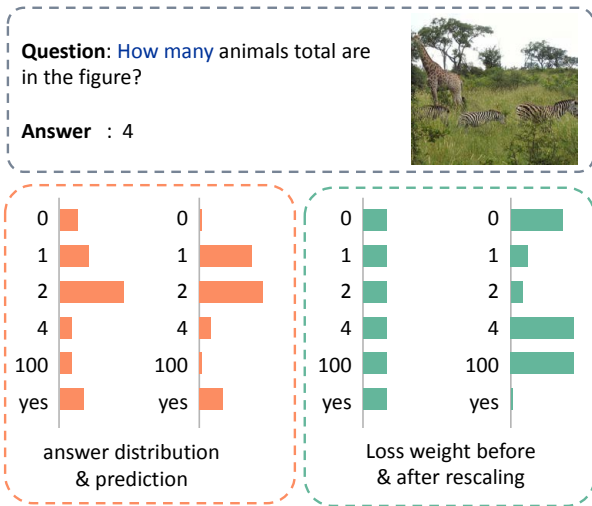 Question: How many animals total are
in the figure?
Answer : 4
0
1
2
4
100
yes
0
1
2
4
100
yes
answer distribution
& prediction
0
1
2
4
100
yes
0
1
2
4
100
yes
Loss weight before
& after rescaling